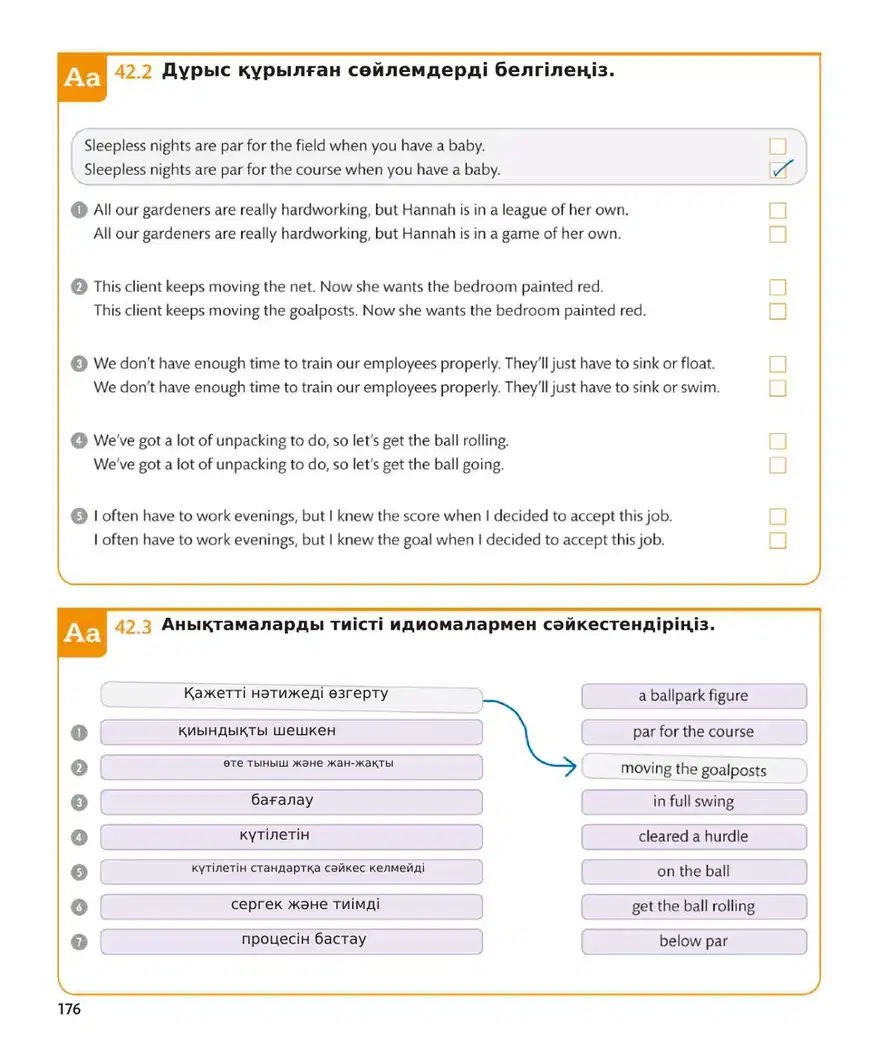 Aa 42.2 Дұрыс құрылған сөйлемдерді белгілеңіз.
Sleepless nights are par for the field when you have a baby.
Sleepless nights are par for the course when you have a baby.
1 All our gardeners are really hardworking, but Hannah is in a league of her own.
All our gardeners are really hardworking, but Hannah is in a game of her own.
2 This client keeps moving the net. Now she wants the bedroom painted red.
This client keeps moving the goalposts. Now she wants the bedroom painted red.
3 We don't have enough time to train our employees properly. They'll just have to sink or float.
We don't have enough time to train our employees properly. They'll just have to sink or swim.
4 We've got a lot of unpacking to do, so let's get the ball rolling.
We've got a lot of unpacking to do, so let's get the ball going.
5 I often have to work evenings, but I knew the score when I decided to accept this job.
I often have to work evenings, but I knew the goal when I decided to accept this job.
Aa 42.3 Анықтамаларды тиісті идиомалармен сәйкестендіріңіз.
Қажетті нәтижеді өзгерту
a ballpark figure
1 қиындықты шешкен
par for the course
2 өте тыныш және жан-жақты
moving the goalposts
3 бағалау
in full swing
4 күтілетін
cleared a hurdle
5 күтілетін стандартқа сәйкес келмейді
on the ball
6 сергек және тиімді
get the ball rolling
7 процесін бастау
below par
176